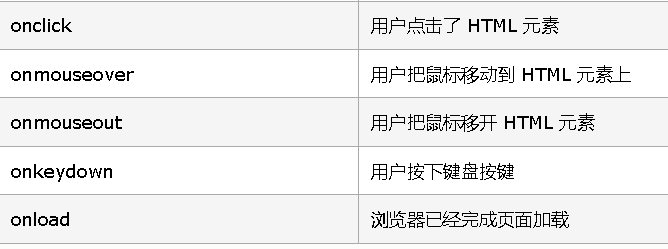 onclick 用户点击了 HTML 元素
onmouseover 用户把鼠标移动到 HTML 元素上
onmouseout 用户把鼠标移开 HTML 元素
onkeydown 用户按下键盘按键
onload 浏览器已经完成页面加载